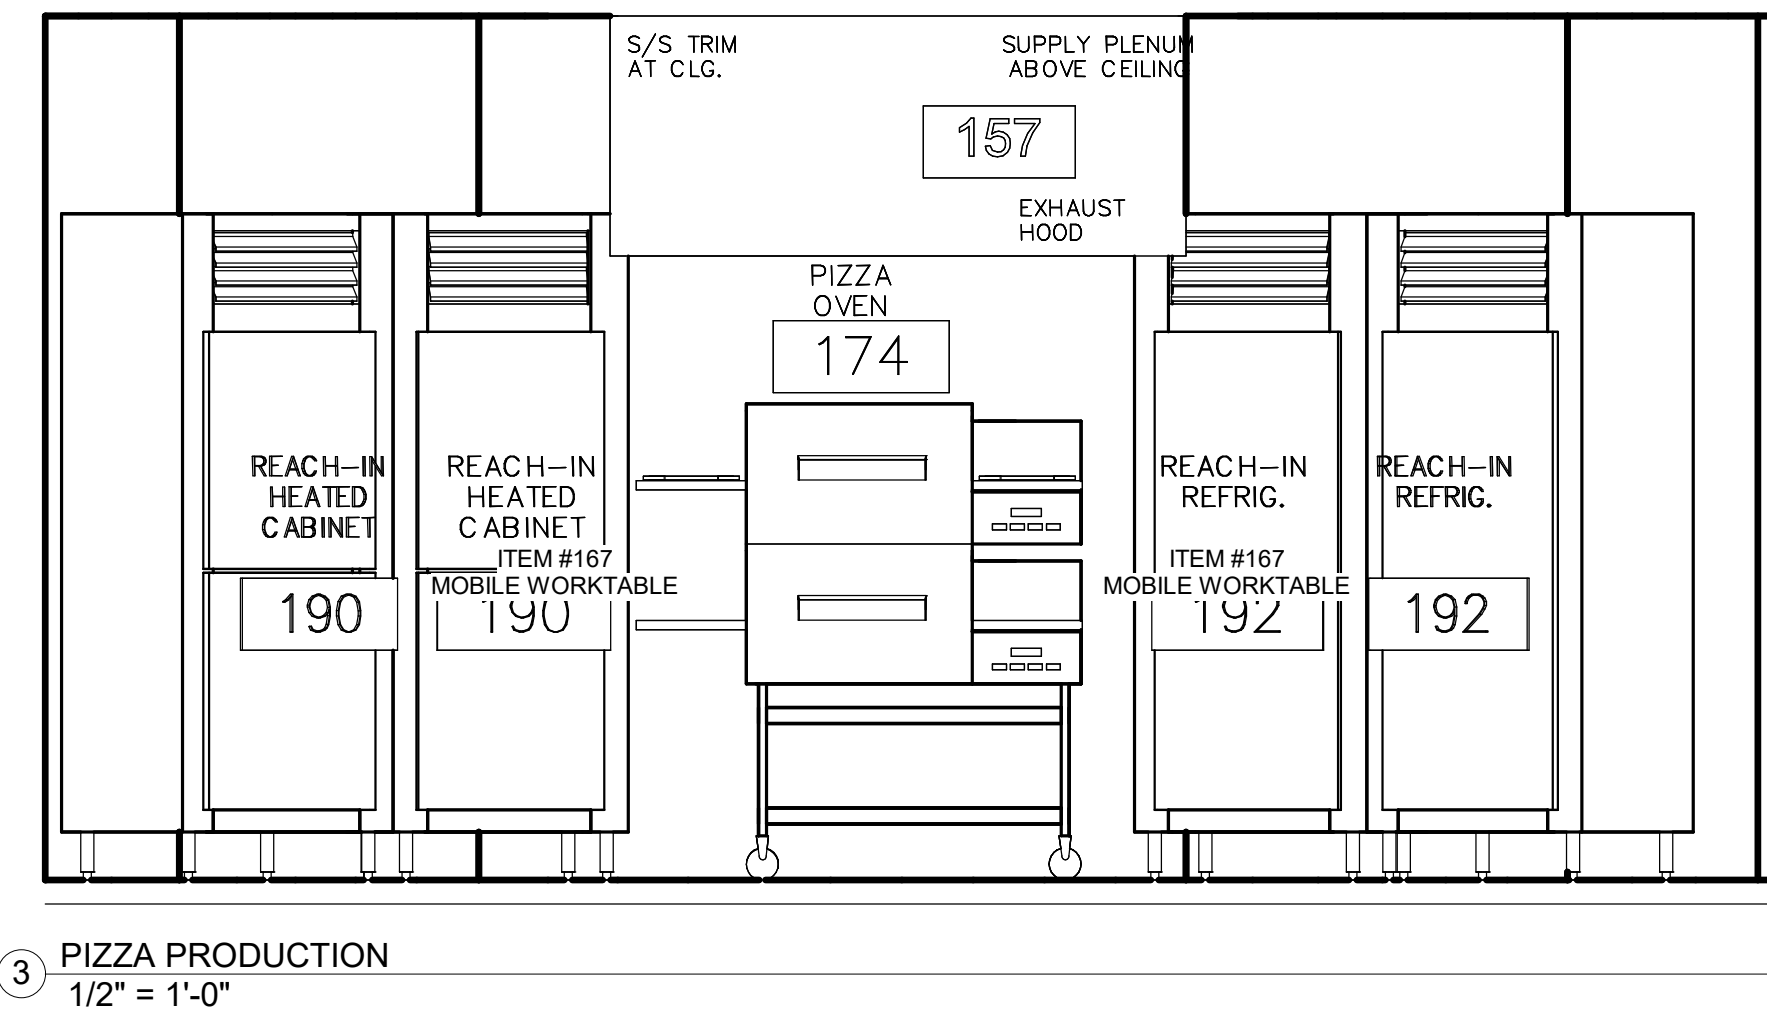 S/S TRIM
AT CLG.
SUPPLY PLENUM
ABOVE CEILING
157
EXHAUST
HOOD
PIZZA
OVEN
174
REACH-IN
HEATED
CABINET
190
REACH-IN
HEATED
CABINET
ITEM #167
MOBILE WORKTABLE
190
REACH-IN
REFRIG.
ITEM #167
MOBILE WORKTABLE
192
REACH-IN
REFRIG.
192
3
PIZZA PRODUCTION
1/2" = 1'-0"